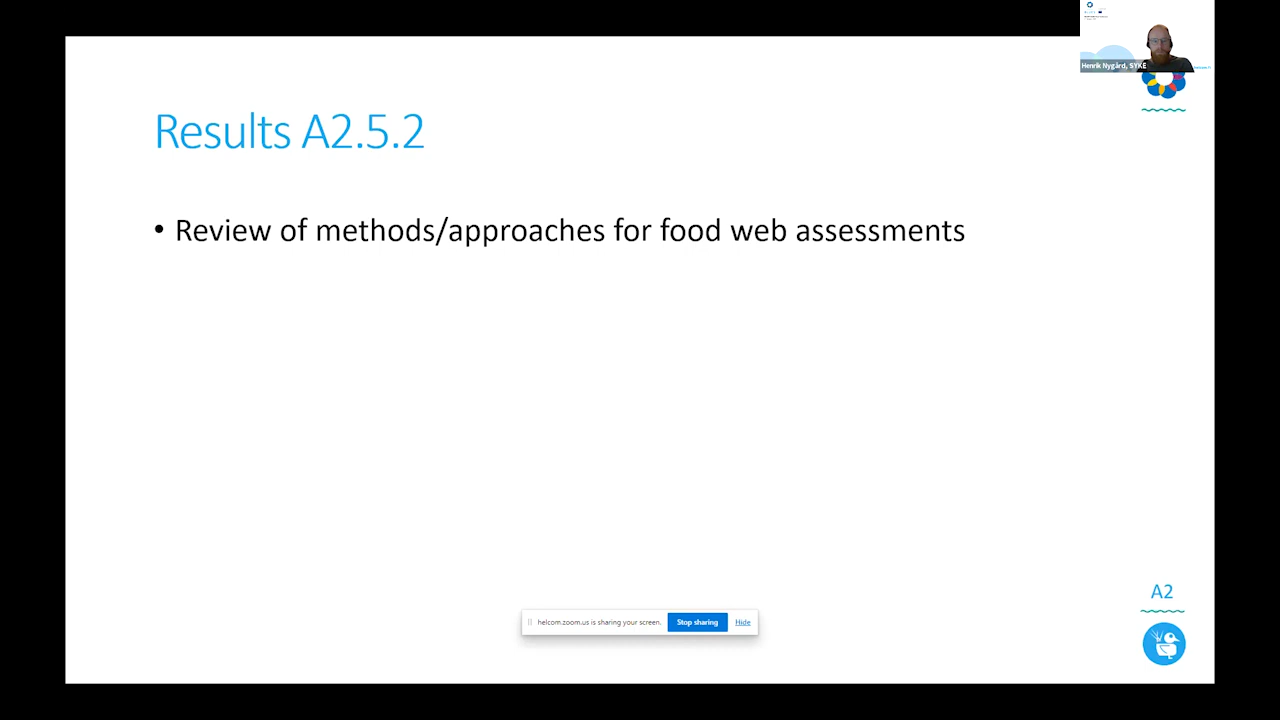 Henrik Nygård, SYKE
Results A2.5.2
• Review of methods/approaches for food web assessments
A2
helcom.zoom.us is sharing your screen.
Stop sharing
Hide